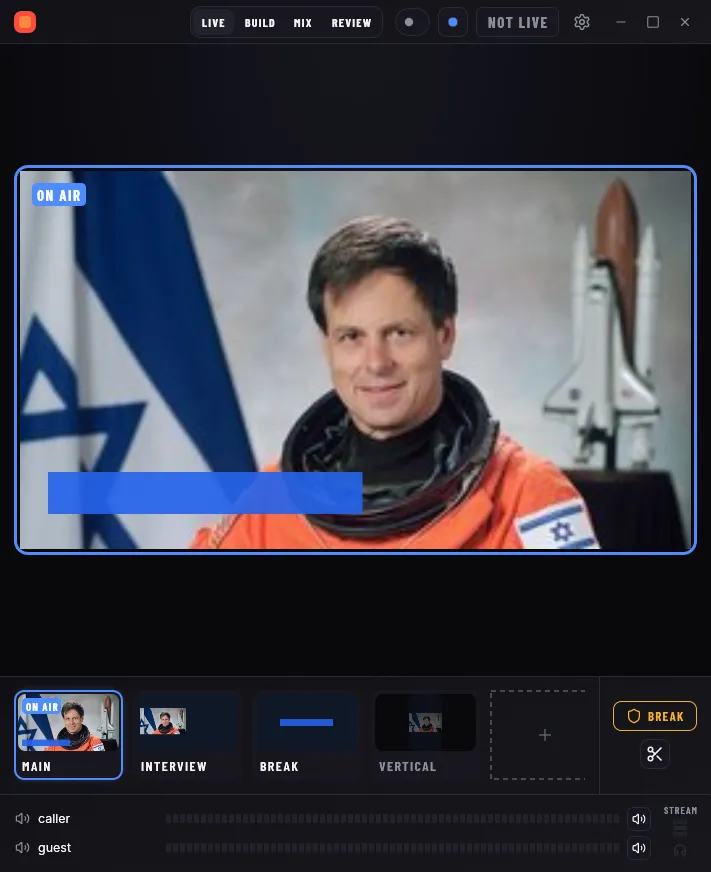 LIVE BUILD MIX REVIEW NOT LIVE
ON AIR
ON AIR
MAIN INTERVIEW BREAK VERTICAL
BREAK
caller
STREAM
guest